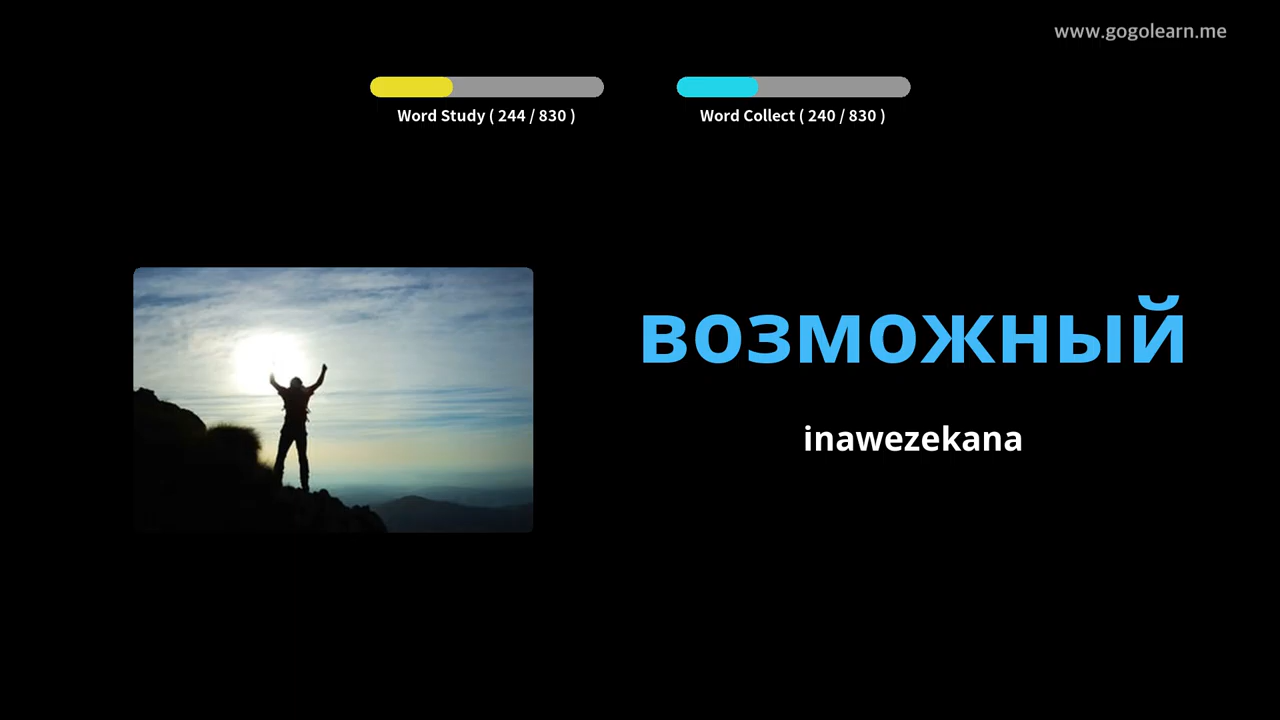 www.gogolearn.me
Word Study ( 244 / 830 )
Word Collect ( 240 / 830 )
возможный
inawezekana